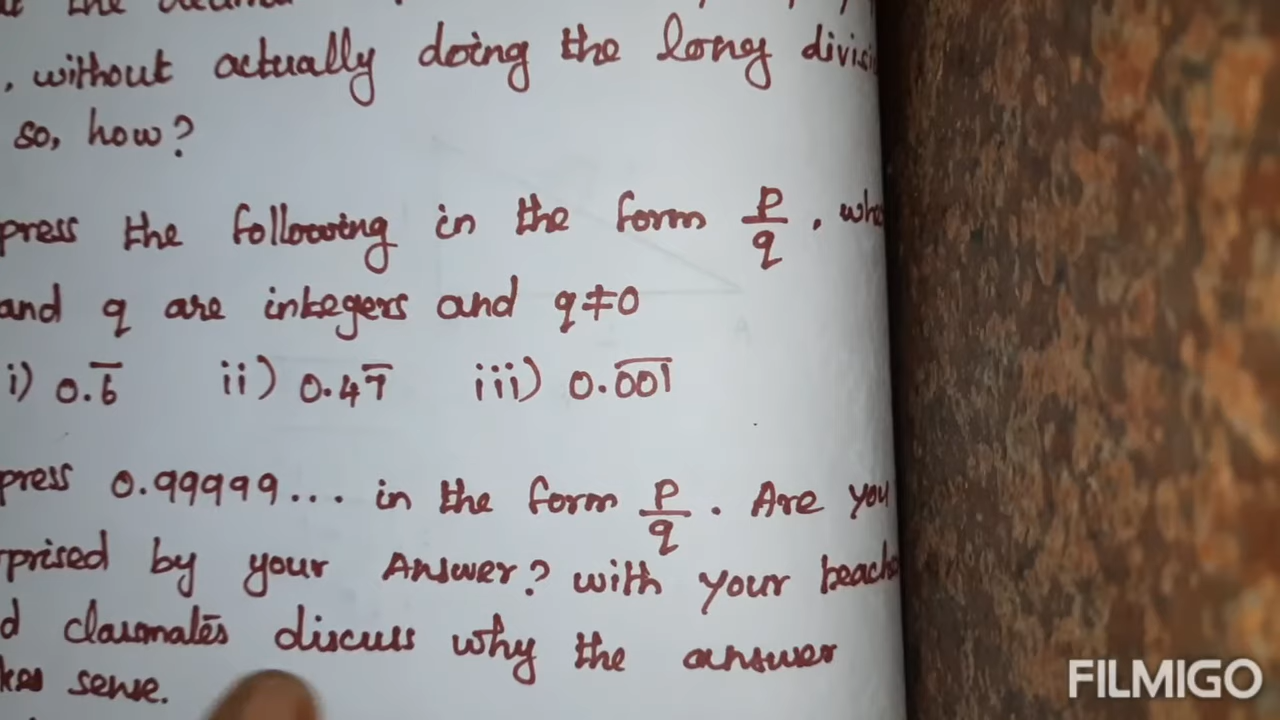 , without actually doing the long divisi
so, how?
press the following in the form p/q, whe
and q are integers and q≠0
i) 0.6̅ ii) 0.47̅ iii) 0.0̅0̅1̅
press 0.99999... in the form p/q. Are you
prised by your Answer? with your teache
d classmates discuss why the answer
kes sense.
FILMIGO